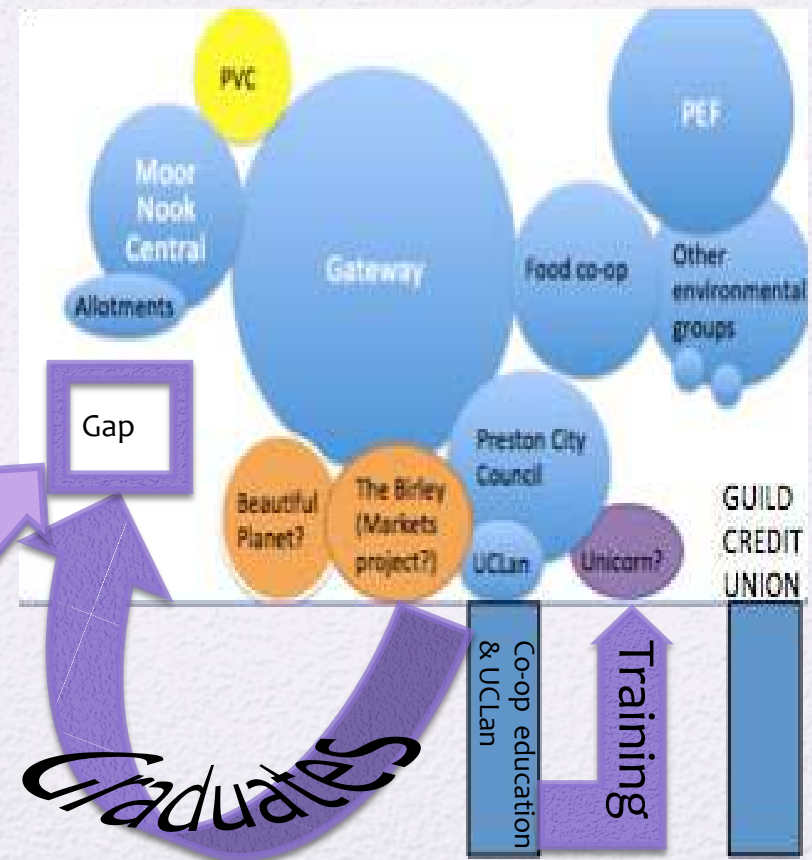 PVC
PEF
Moor
Nook
Central
Gateway
Food co-op
Other
environmental
groups
Allotments
Gap
Preston City
Council
Beautiful
Planet?
The Birley
(Markets
project?)
UCLan
Unicorn?
GUILD
CREDIT
UNION
Graduates
Co-op education
& UCLan
Training